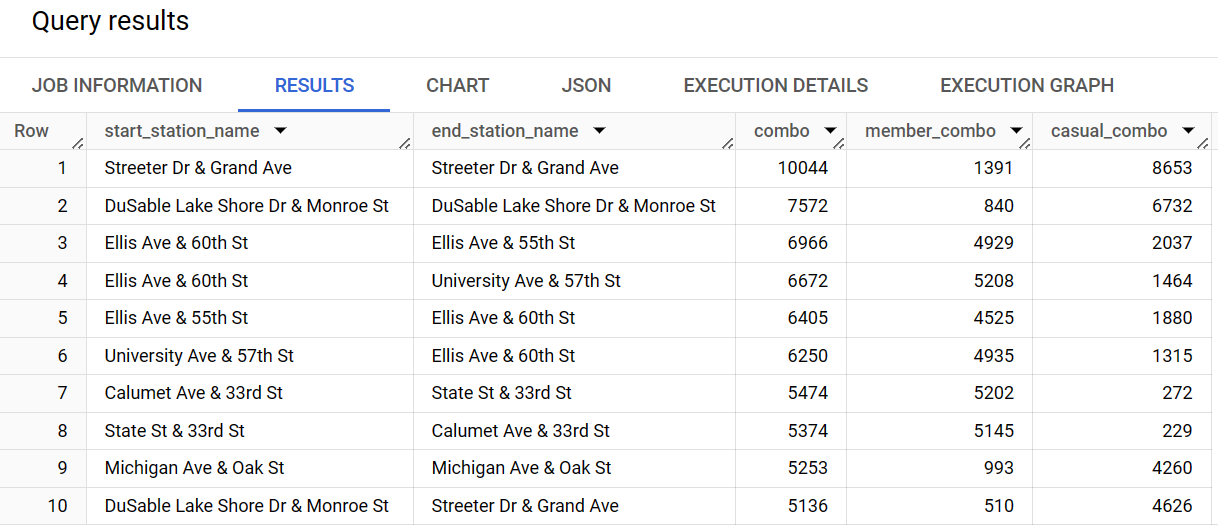 Query results
JOB INFORMATION RESULTS CHART JSON EXECUTION DETAILS EXECUTION GRAPH
Row start_station_name end_station_name combo member_combo casual_combo
1 Streeter Dr & Grand Ave Streeter Dr & Grand Ave 10044 1391 8653
2 DuSable Lake Shore Dr & Monroe St DuSable Lake Shore Dr & Monroe St 7572 840 6732
3 Ellis Ave & 60th St Ellis Ave & 55th St 6966 4929 2037
4 Ellis Ave & 60th St University Ave & 57th St 6672 5208 1464
5 Ellis Ave & 55th St Ellis Ave & 60th St 6405 4525 1880
6 University Ave & 57th St Ellis Ave & 60th St 6250 4935 1315
7 Calumet Ave & 33rd St State St & 33rd St 5474 5202 272
8 State St & 33rd St Calumet Ave & 33rd St 5374 5145 229
9 Michigan Ave & Oak St Michigan Ave & Oak St 5253 993 4260
10 DuSable Lake Shore Dr & Monroe St Streeter Dr & Grand Ave 5136 510 4626